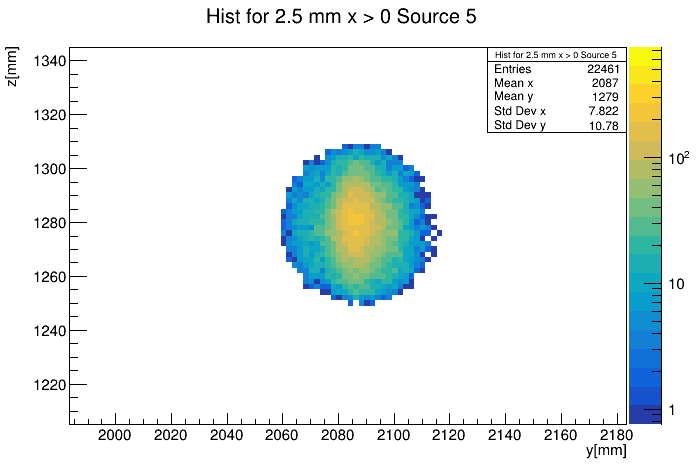 Hist for 2.5 mm x > 0 Source 5
z[mm]
1340
1320
1300
1280
1260
1240
1220
2000
2020
2040
2060
2080
2100
2120
2140
2160
2180
y[mm]
Hist for 2.5 mm x > 0 Source 5
Entries 22461
Mean x 2087
Mean y 1279
Std Dev x 7.822
Std Dev y 10.78
10²
10
1